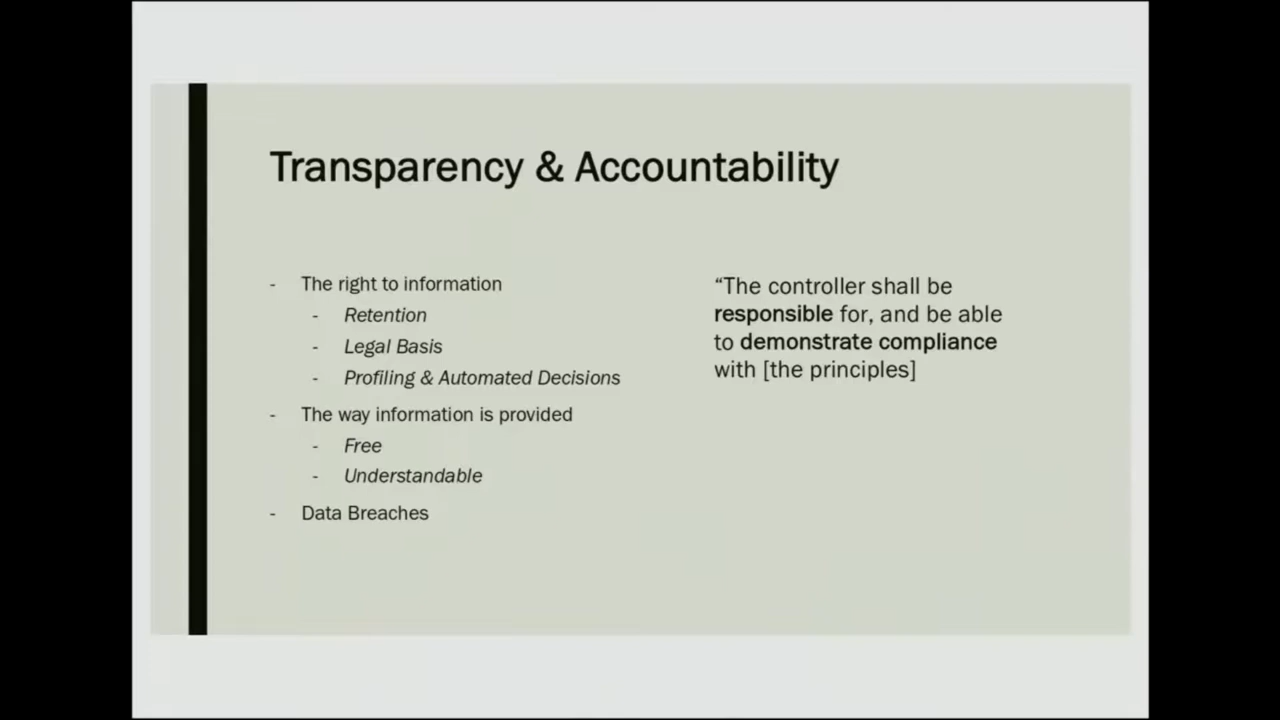 Transparency & Accountability
- The right to information
- Retention
- Legal Basis
- Profiling & Automated Decisions
- The way information is provided
- Free
- Understandable
- Data Breaches
“The controller shall be
responsible for, and be able
to demonstrate compliance
with [the principles]